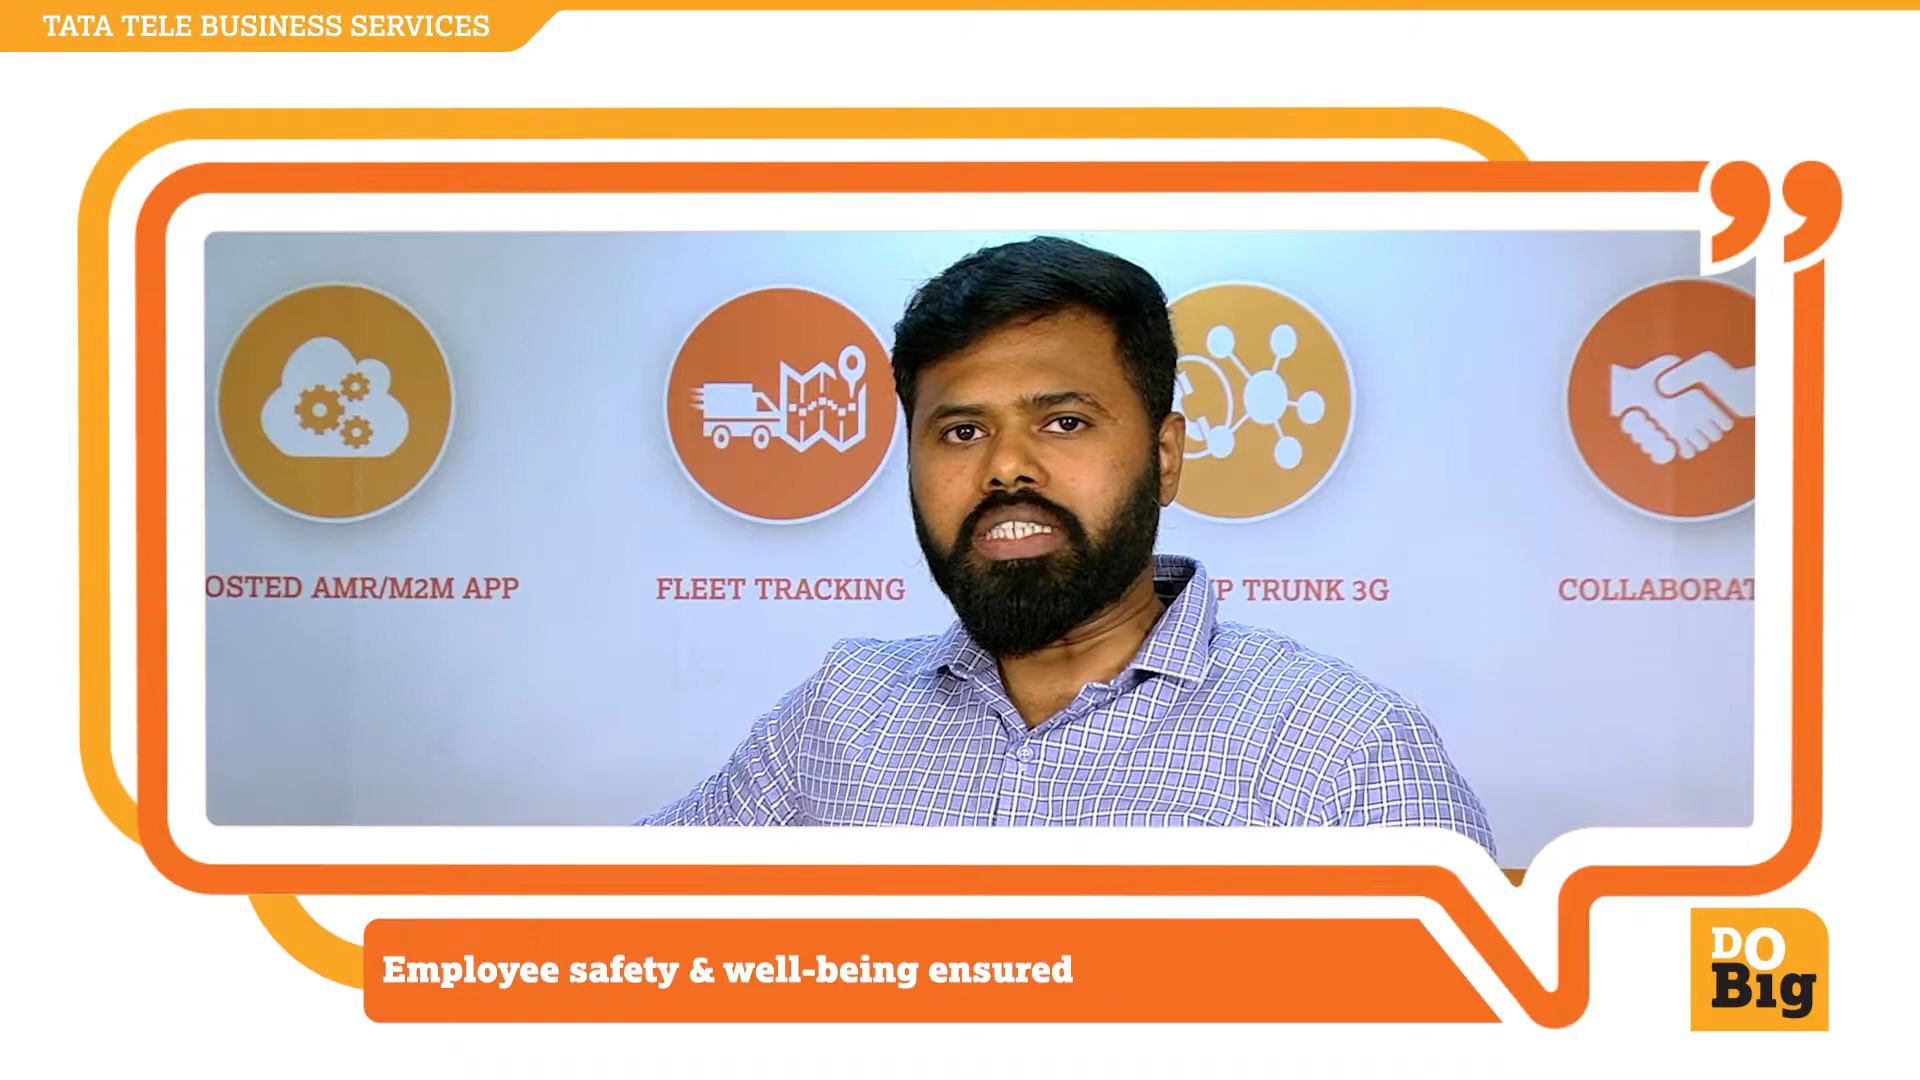 TATA TELE BUSINESS SERVICES
OSTED AMR/M2M APP
FLEET TRACKING
P TRUNK 3G
COLLABORAT
Employee safety & well-being ensured
DO
Big